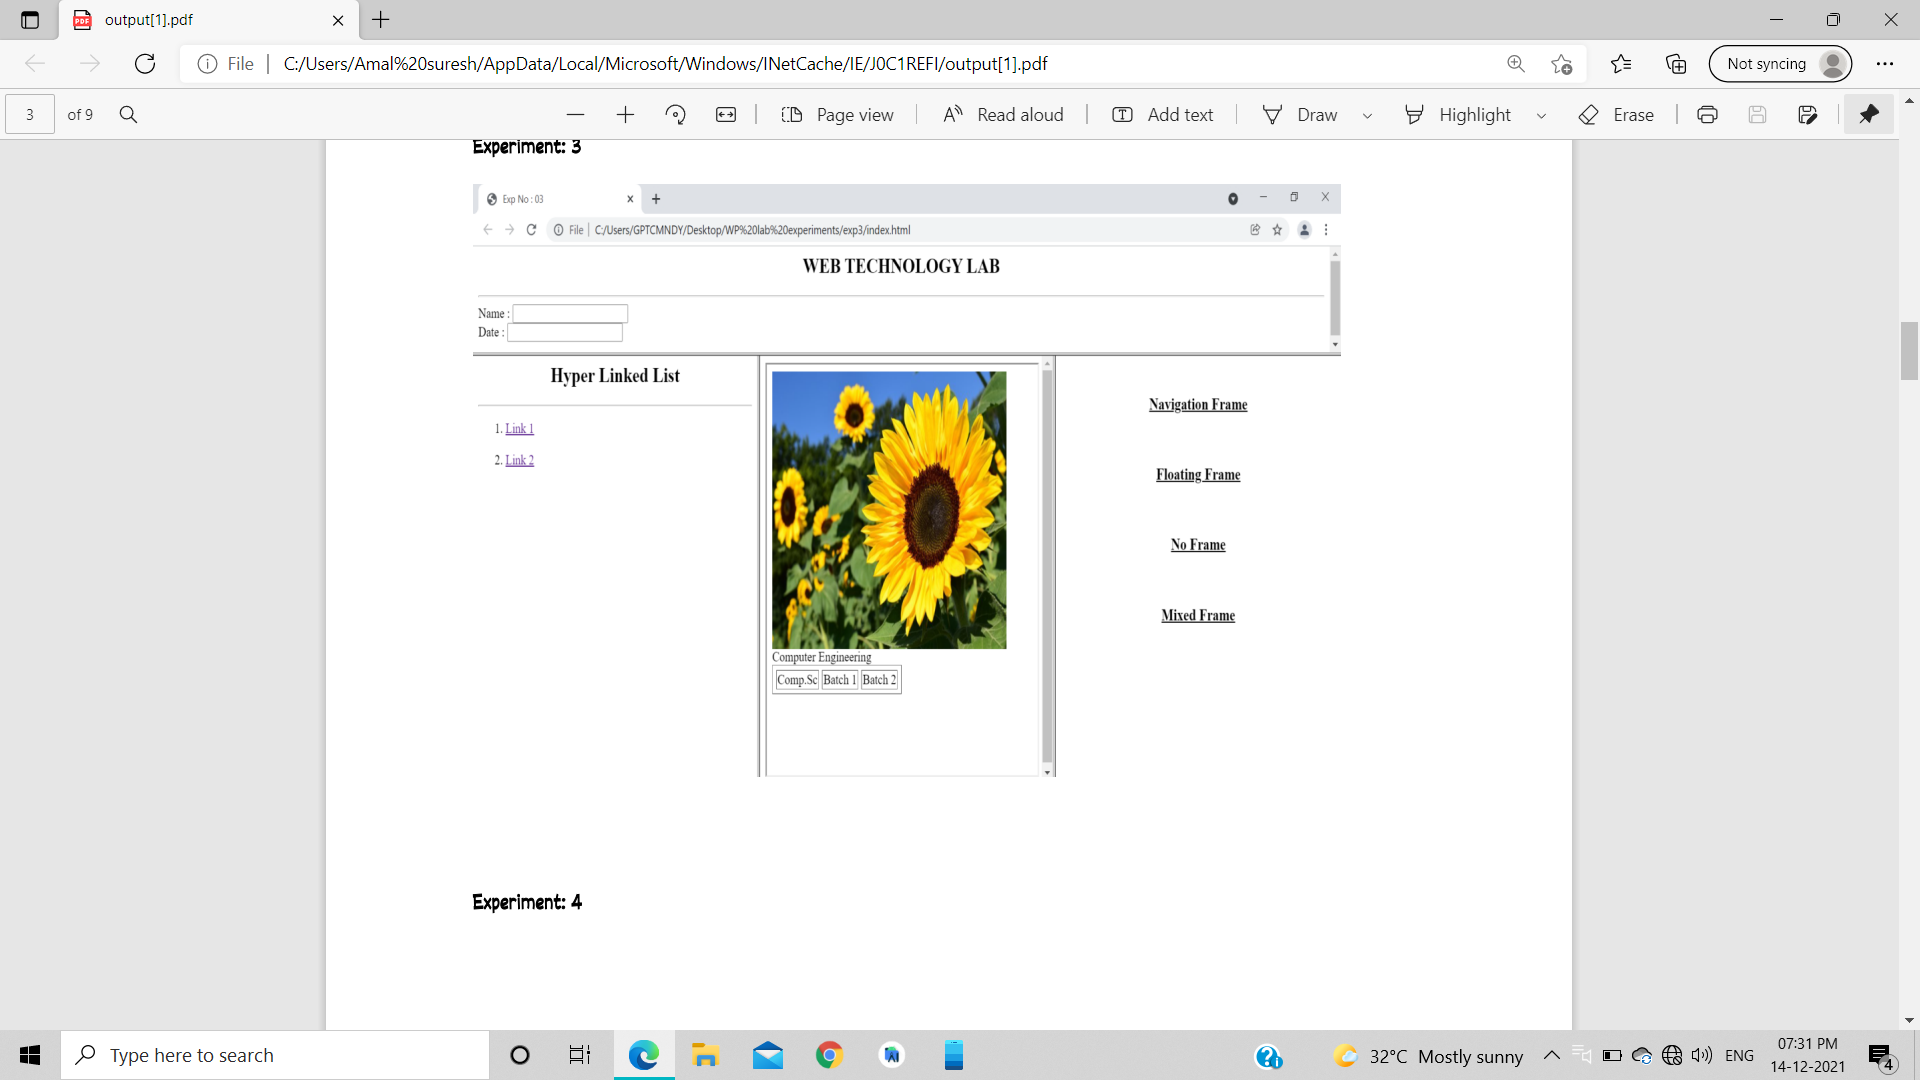 output[1].pdf
File C:/Users/Amal%20suresh/AppData/Local/Microsoft/Windows/INetCache/IE/J0C1REFI/output[1].pdf
Not syncing
3 of 9
Page view
Read aloud
Add text
Draw
Highlight
Erase
Experiment: 3
Exp No : 03
File C:/Users/GPTCMNDY/Desktop/WP%20lab%20experiments/exp3/index.html
WEB TECHNOLOGY LAB
Name :
Date :
Hyper Linked List
1. Link 1
2. Link 2
Computer Engineering
Comp.Sc Batch 1 Batch 2
Navigation Frame
Floating Frame
No Frame
Mixed Frame
Experiment: 4
Type here to search
32°C Mostly sunny
ENG
07:31 PM
14-12-2021
4